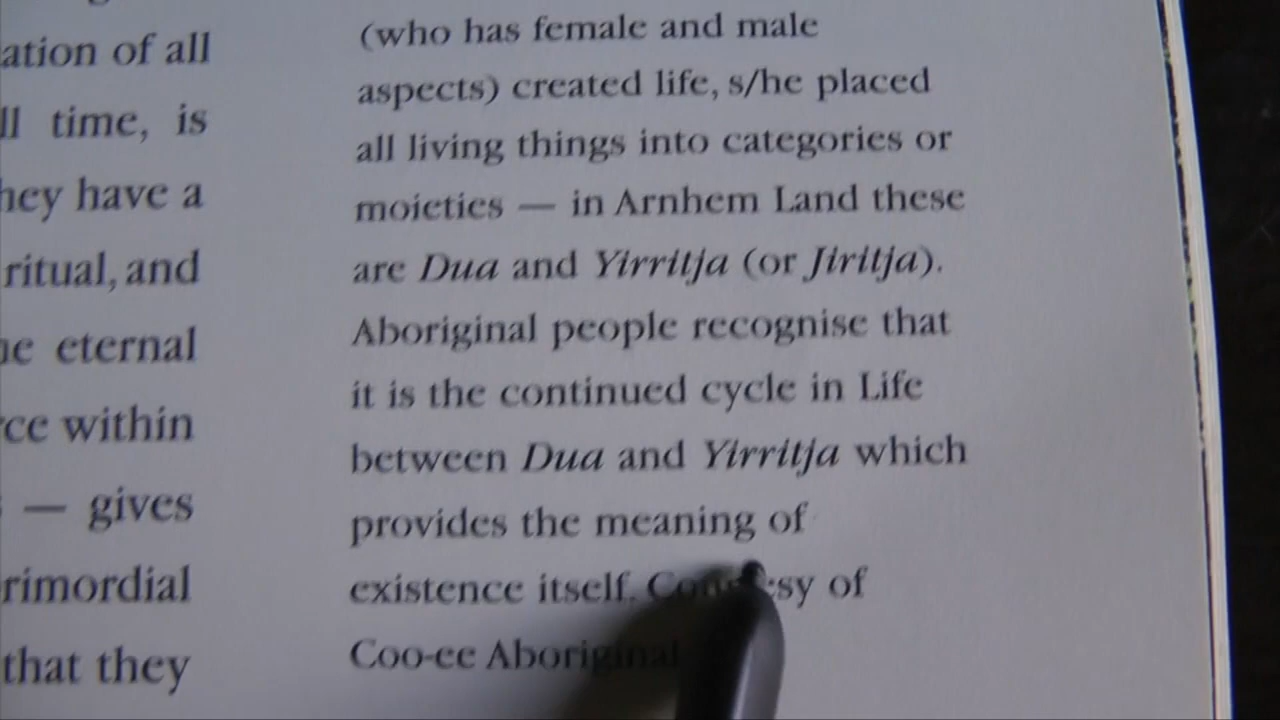 ation of all
ll time, is
hey have a
ritual, and
eternal
within
— gives
rimordial
that they
(who has female and male
aspects) created life, s/he placed
all living things into categories or
moieties — in Arnhem Land these
are Dua and Yirritja (or Jiritja).
Aboriginal people recognise that
it is the continued cycle in Life
between Dua and Yirritja which
provides the meaning of
existence itself. Courtesy of
Coo-ee Aboriginal